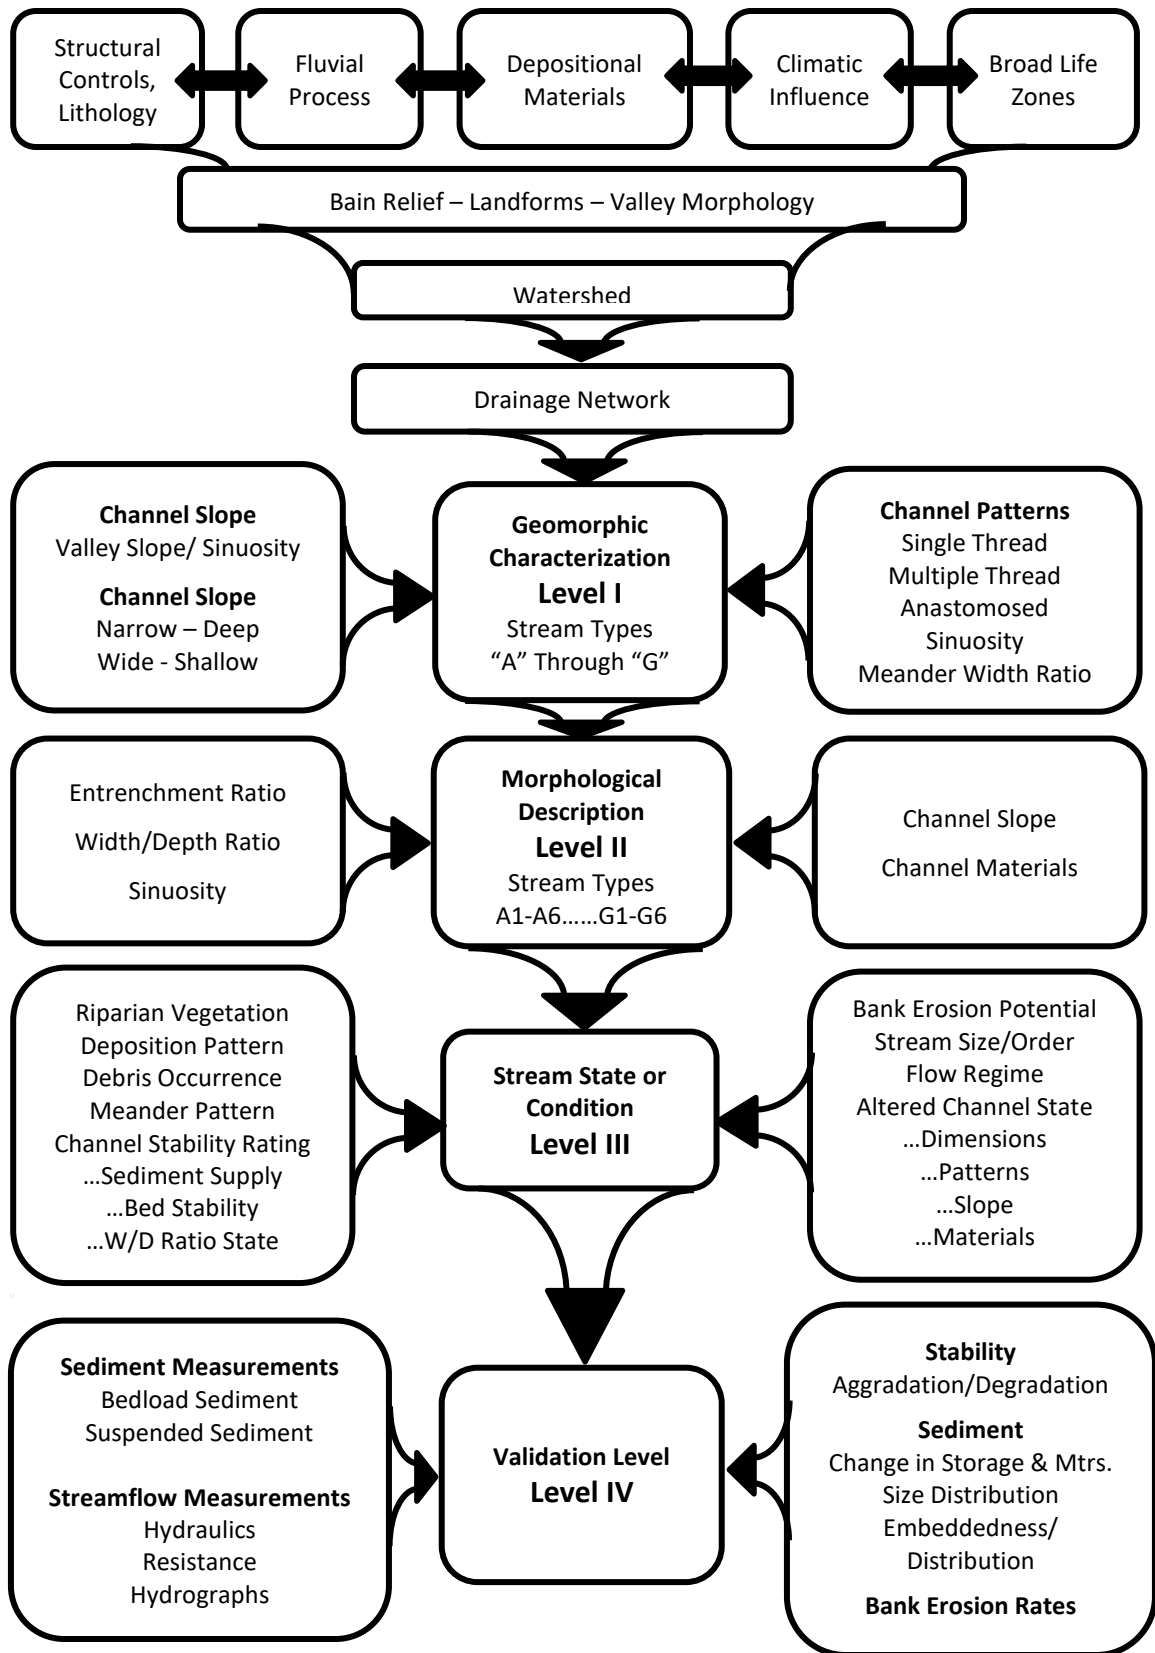 Structural
Controls,
Lithology
Fluvial
Process
Depositional
Materials
Climatic
Influence
Broad Life
Zones
Bain Relief – Landforms – Valley Morphology
Watershed
Drainage Network
Channel Slope
Valley Slope/ Sinuosity
Channel Slope
Narrow – Deep
Wide - Shallow
Geomorphic
Characterization
Level I
Stream Types
“A” Through “G”
Channel Patterns
Single Thread
Multiple Thread
Anastomosed
Sinuosity
Meander Width Ratio
Entrenchment Ratio
Width/Depth Ratio
Sinuosity
Morphological
Description
Level II
Stream Types
A1-A6……G1-G6
Channel Slope
Channel Materials
Riparian Vegetation
Deposition Pattern
Debris Occurrence
Meander Pattern
Channel Stability Rating
…Sediment Supply
…Bed Stability
…W/D Ratio State
Stream State or
Condition
Level III
Bank Erosion Potential
Stream Size/Order
Flow Regime
Altered Channel State
…Dimensions
…Patterns
…Slope
…Materials
Sediment Measurements
Bedload Sediment
Suspended Sediment
Streamflow Measurements
Hydraulics
Resistance
Hydrographs
Validation Level
Level IV
Stability
Aggradation/Degradation
Sediment
Change in Storage & Mtrs.
Size Distribution
Embeddedness/
Distribution
Bank Erosion Rates